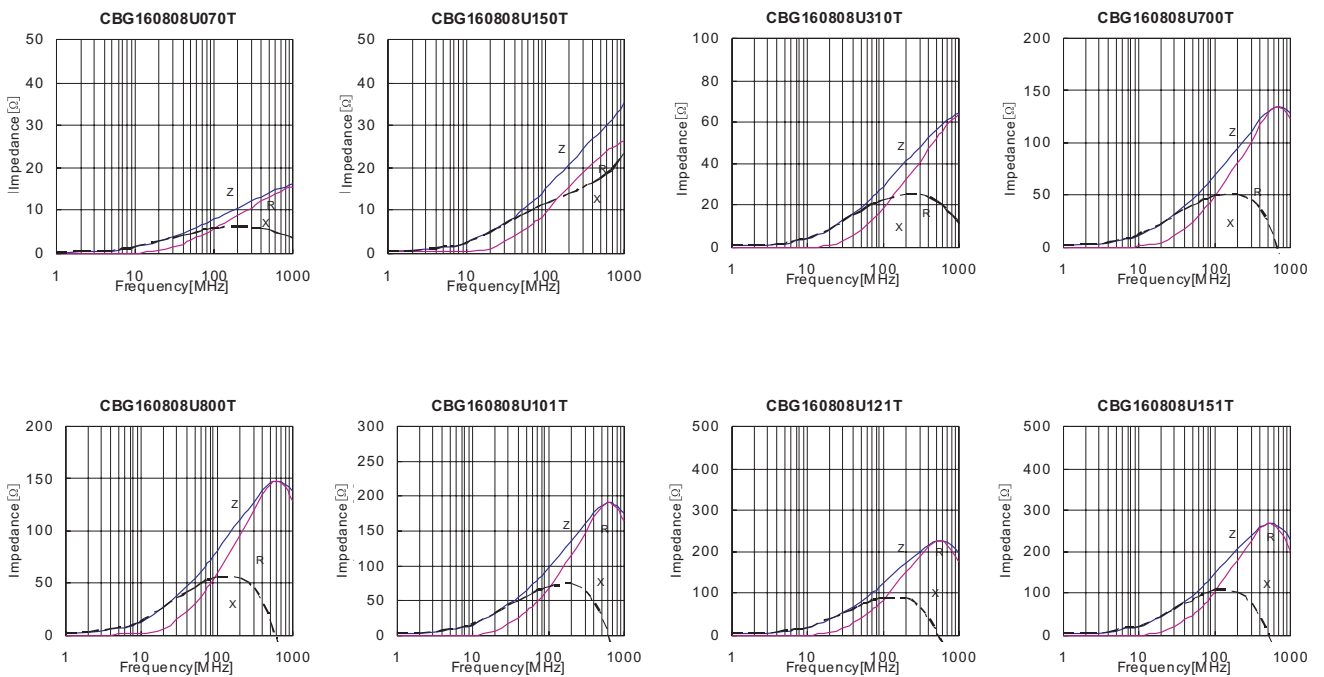 CBG160808U070T
50
40
30
20
10
0
Impedance[Ω]
Z
R
X
1 10 100 1000
Frequency[MHz]
CBG160808U150T
50
40
30
20
10
0
Impedance[Ω]
Z
R
X
1 10 100 1000
Frequency[MHz]
CBG160808U310T
100
80
60
40
20
0
Impedance[Ω]
Z
R
X
1 10 100 1000
Frequency[MHz]
CBG160808U700T
200
150
100
50
0
Impedance[Ω]
Z
R
X
1 10 100 1000
Frequency[MHz]
CBG160808U800T
200
150
100
50
0
Impedance[Ω]
Z
R
X
1 10 100 1000
Frequency[MHz]
CBG160808U101T
300
250
200
150
100
50
0
Impedance[Ω]
Z
R
X
1 10 100 1000
Frequency[MHz]
CBG160808U121T
500
400
300
200
100
0
Impedance[Ω]
Z
R
X
1 10 100 1000
Frequency[MHz]
CBG160808U151T
500
400
300
200
100
0
Impedance[Ω]
Z
R
X
1 10 100 1000
Frequency[MHz]